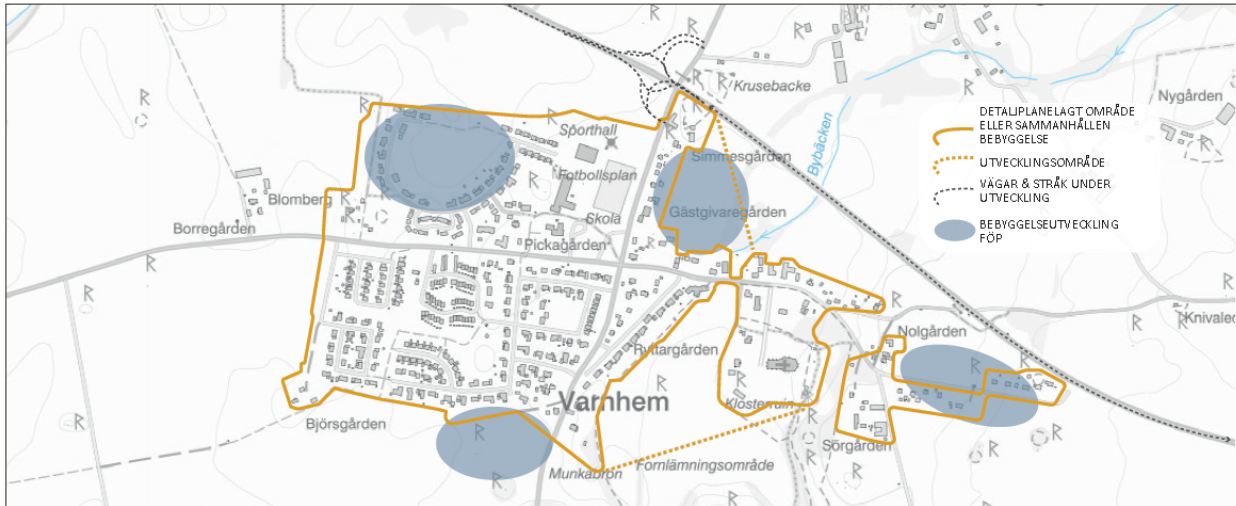 Krusebacke
Nygården
Sporthall
Simmesgården
Bybäcken
Fotbollsplan
Blomberg
Skola
Gästgivaregården
Borregården
Pickagården
Nolgården
Ryttargården
Varnhem
Klosterruin
Björsgården
Sörgården
Munkabron
Fornlämningsområde
DETALJPLANELAGT OMRÅDE
ELLER SAMMANHÅLLEN
BEBYGGELSE
UTVECKLINGSOMRÅDE
VÄGAR & STRÅK UNDER
UTVECKLING
BEBYGGELSEUTVECKLING
FÖP